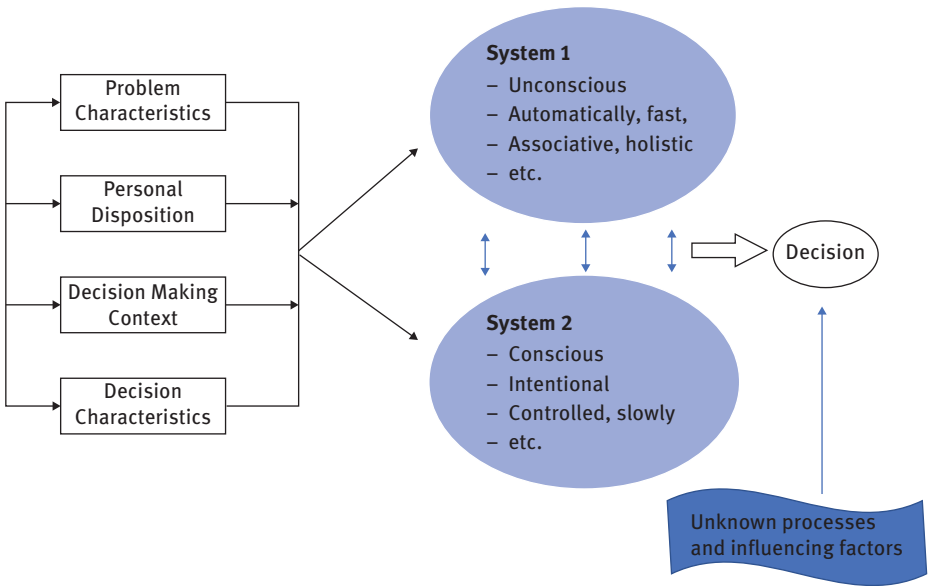 Problem
Characteristics
Personal
Disposition
Decision Making
Context
Decision
Characteristics
System 1
– Unconscious
– Automatically, fast,
– Associative, holistic
– etc.
System 2
– Conscious
– Intentional
– Controlled, slowly
– etc.
Decision
Unknown processes
and influencing factors